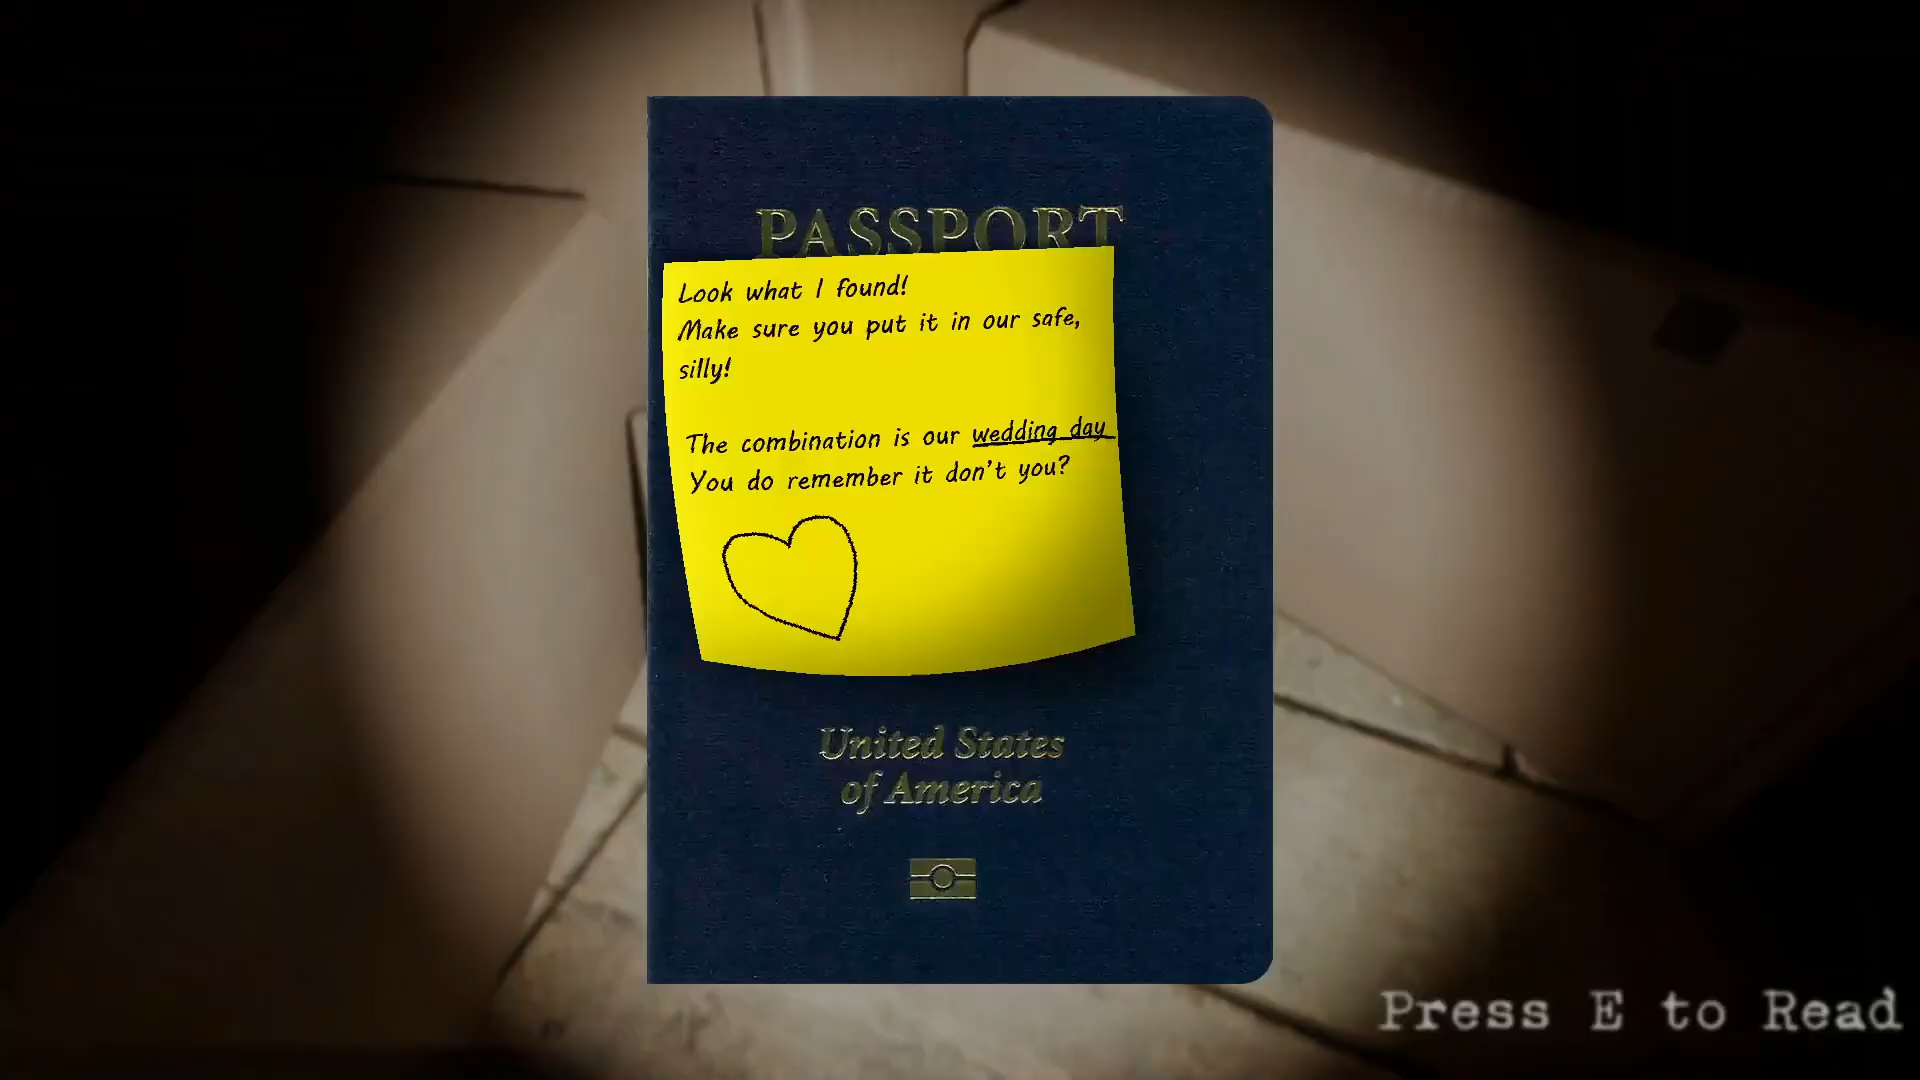 PASSPORT
Look what I found!
Make sure you put it in our safe,
silly!
The combination is our wedding day
You do remember it don't you?
United States
of America
Press E to Read